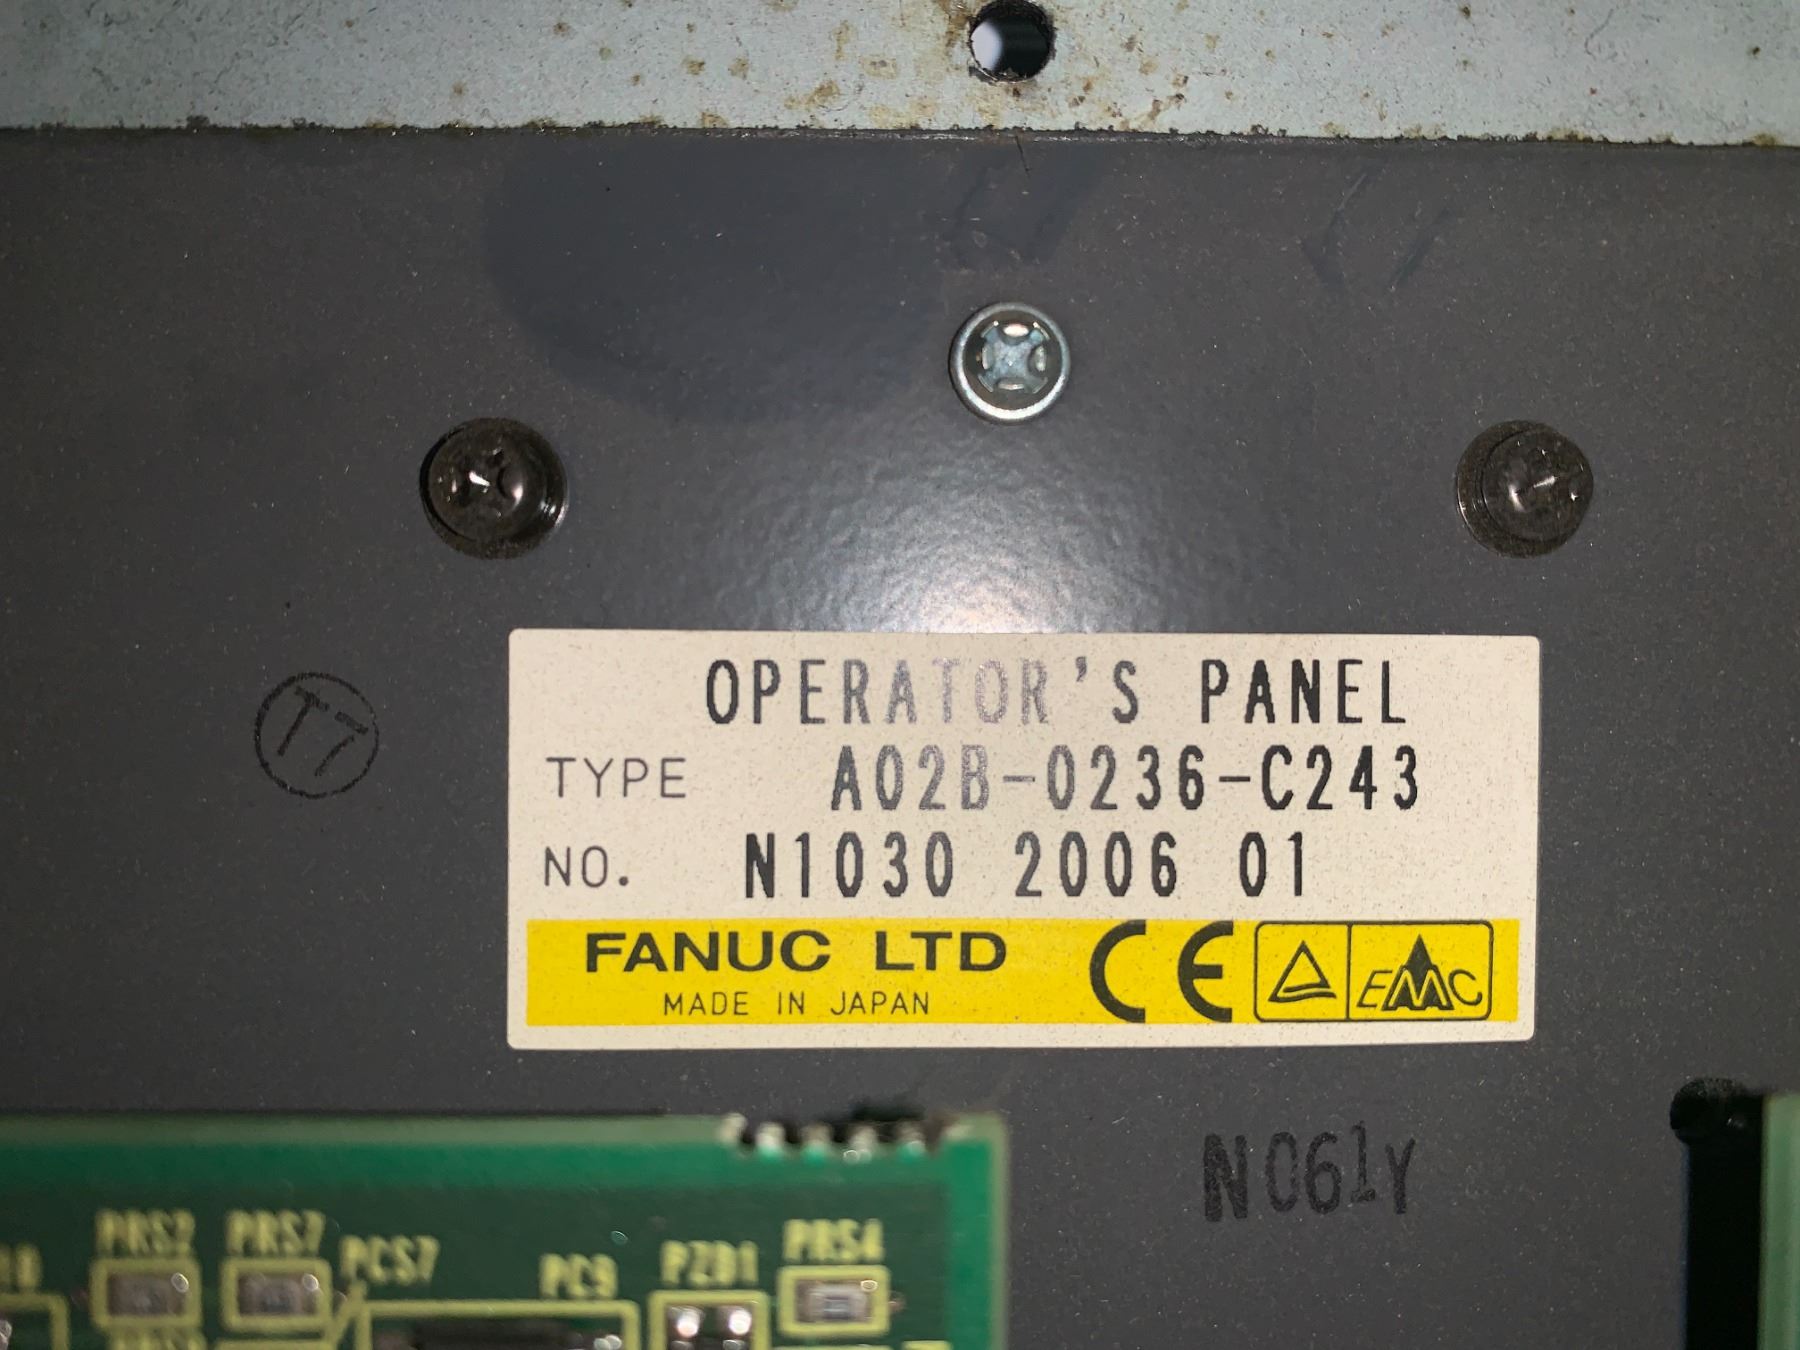 OPERATOR'S PANEL
TYPE A02B-0236-C243
NO. N1030 2006 01
FANUC LTD
MADE IN JAPAN
CE EMC
T7
N061Y
PRS2 PRS7 PCS7 PC9 PZD1 PRS4